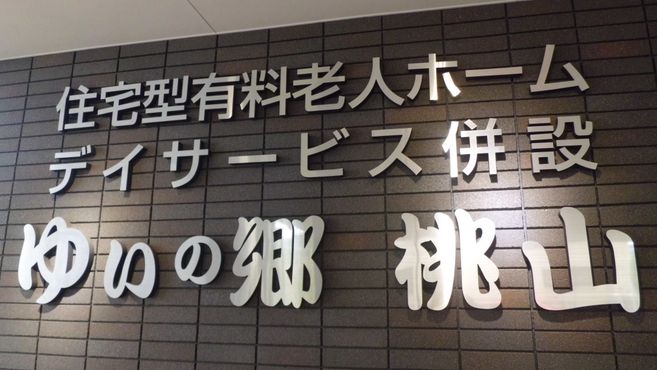 住宅型有料老人ホーム
デイサービス併設
ゆいの郷 桃山